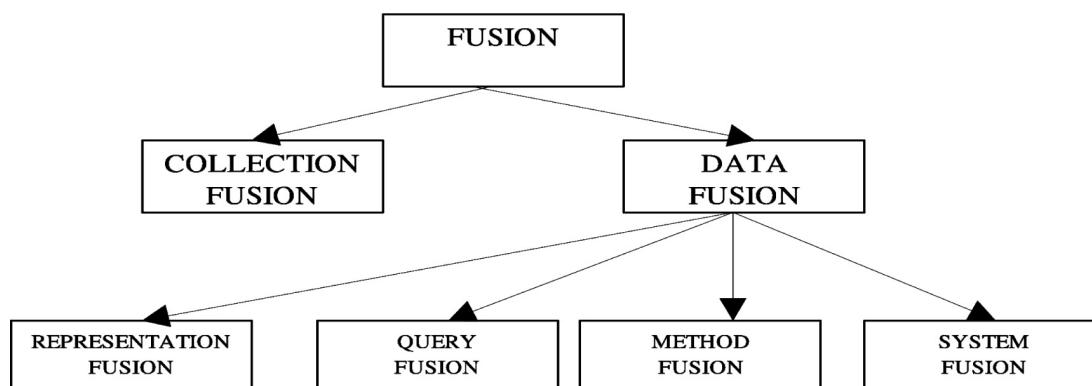 FUSION
COLLECTION
FUSION
DATA
FUSION
REPRESENTATION
FUSION
QUERY
FUSION
METHOD
FUSION
SYSTEM
FUSION